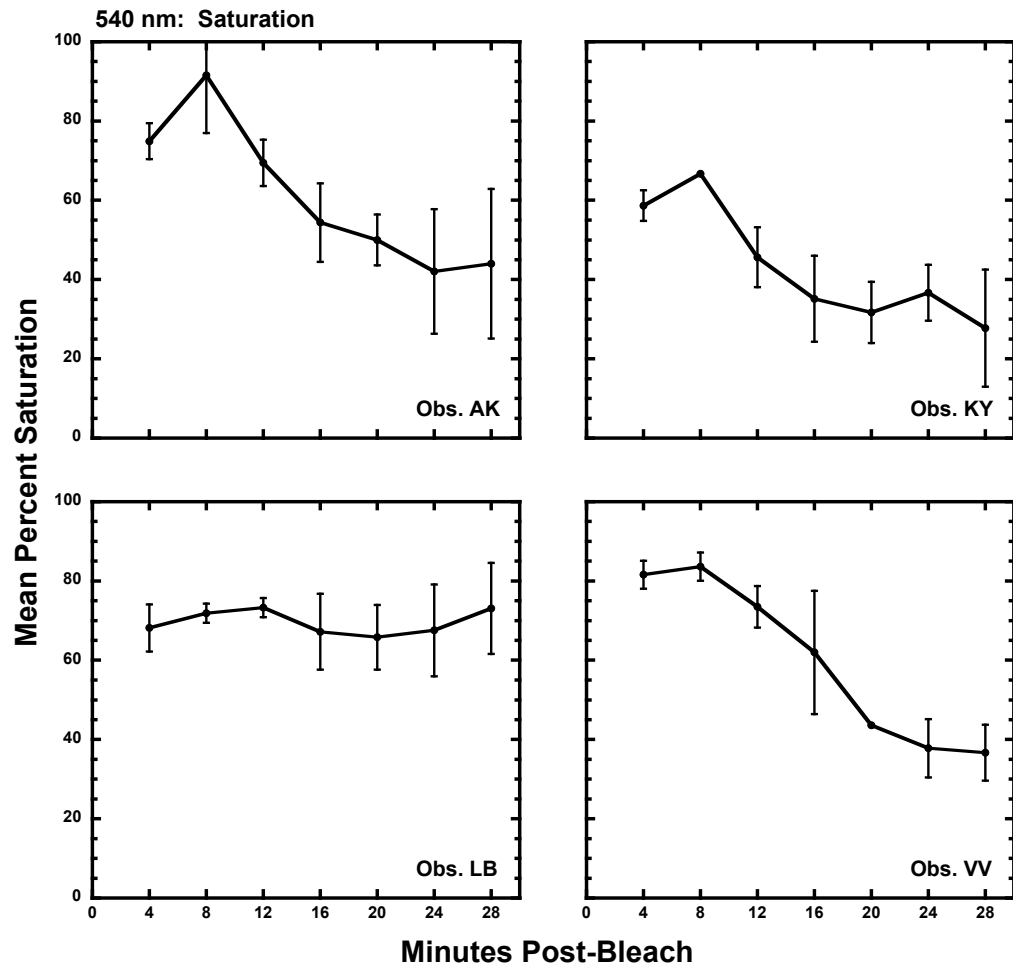 540 nm: Saturation
Mean Percent Saturation
100
80
60
40
20
0
Obs. AK
Obs. KY
100
80
60
40
20
0
Obs. LB
Obs. VV
0 4 8 12 16 20 24 28
0 4 8 12 16 20 24 28
Minutes Post-Bleach